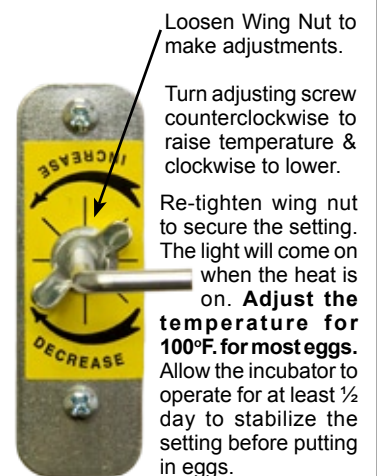 Loosen Wing Nut to
make adjustments.
Turn adjusting screw
counterclockwise to
raise temperature &
clockwise to lower.
Re-tighten wing nut
to secure the setting.
The light will come on
when the heat is
on. Adjust the
temperature for
100°F. for most eggs.
Allow the incubator to
operate for at least ½
day to stabilize the
setting before putting
in eggs.
INCREASE
DECREASE